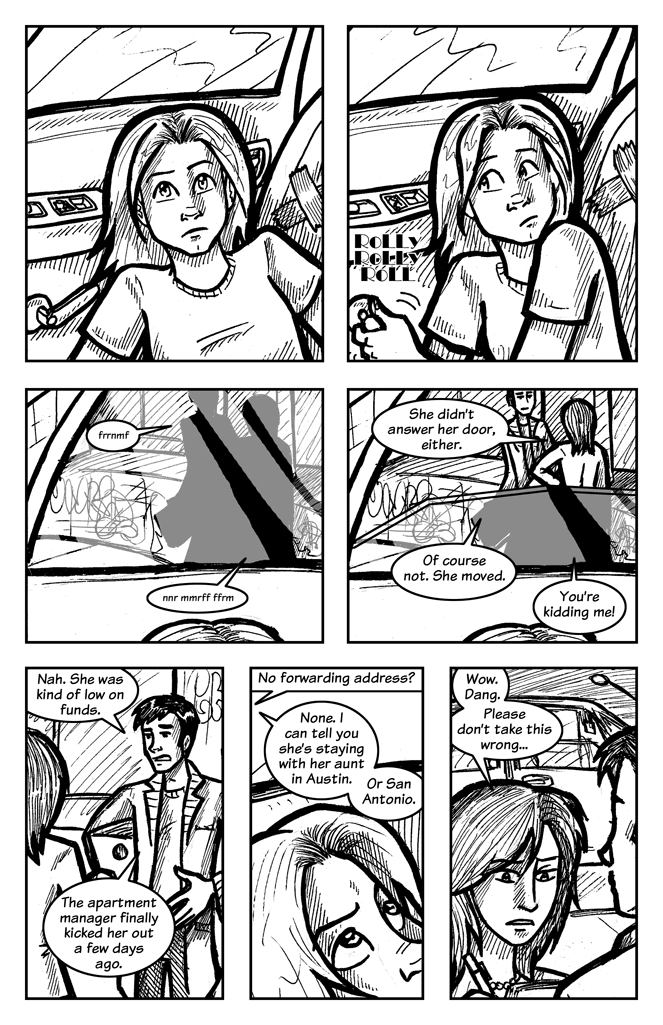 ROLLY
ROLLY
ROLL
frrnmf
nnr mmrff ffrm
She didn't
answer her door,
either.
Of course
not. She moved.
You're
kidding me!
Nah. She was
kind of low on
funds.
The apartment
manager finally
kicked her out
a few days
ago.
No forwarding address?
None. I
can tell you
she's staying
with her aunt
in Austin.
Or San
Antonio.
Wow.
Dang.
Please
don't take this
wrong...